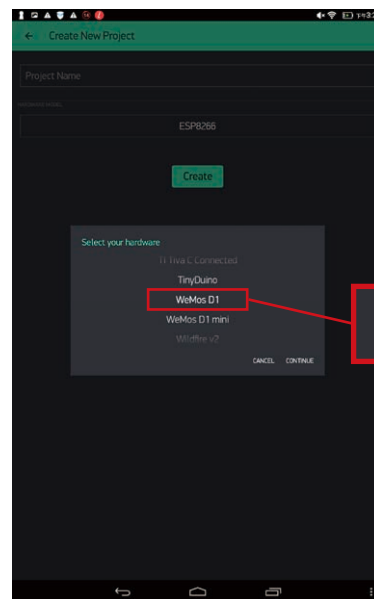 Create New Project
Project Name
ESP8266
Create
Select your hardware
TI Tiva C Connected
TinyDuino
WeMos D1
WeMos D1 mini
Wildfire v2
CANCEL CONTINUE